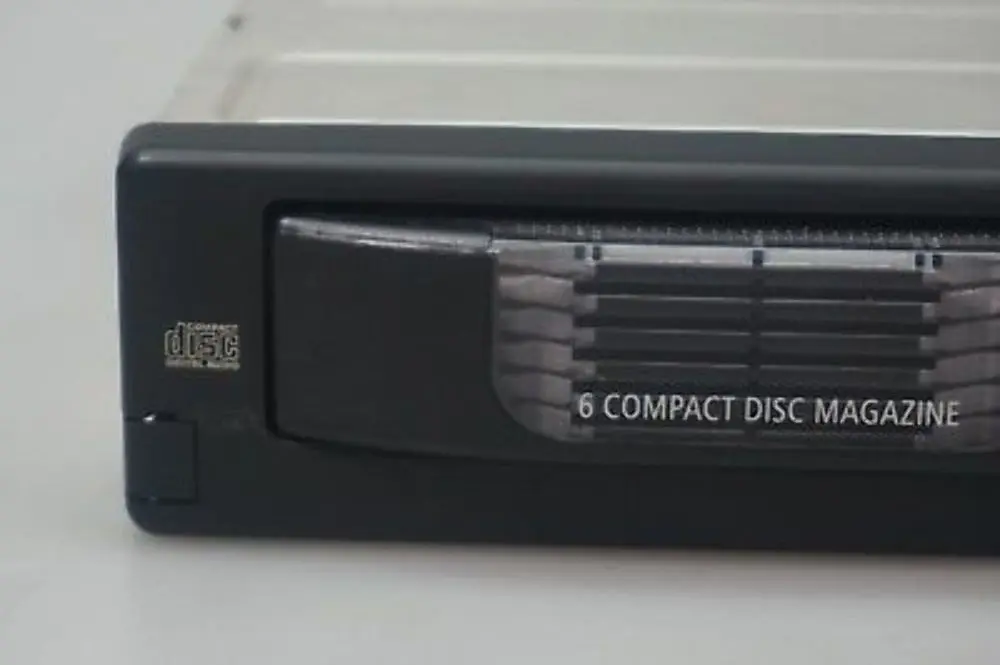 COMPACT
disc
DIGITAL AUDIO
6 COMPACT DISC MAGAZINE